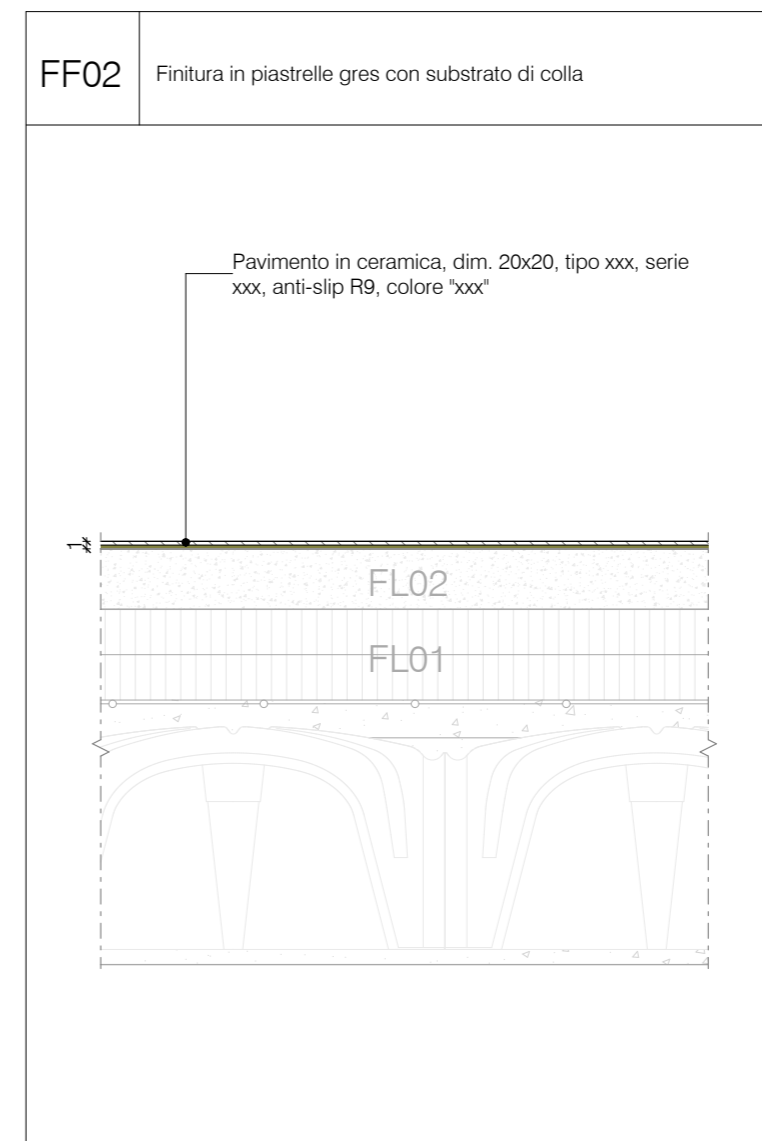 FF02
Finitura in piastrelle gres con substrato di colla
Pavimento in ceramica, dim. 20x20, tipo xxx, serie
xxx, anti-slip R9, colore "xxx"
1
FL02
FL01